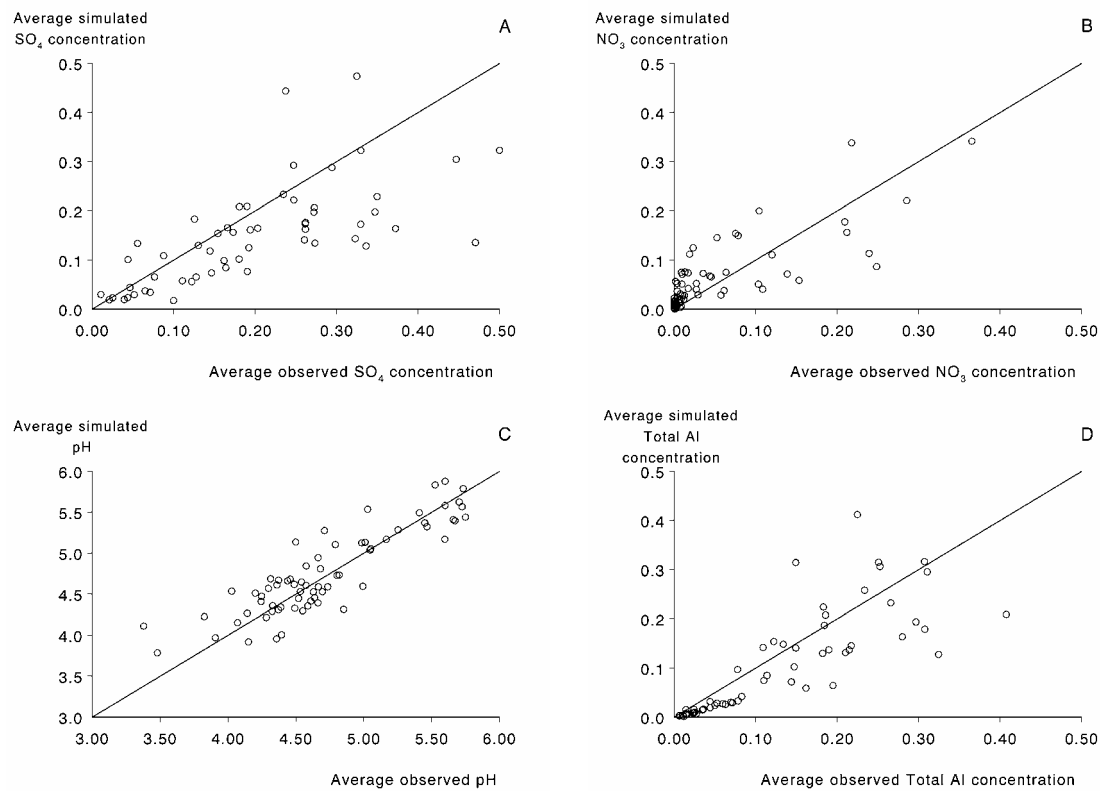 Average simulated
SO4 concentration
A
0.5
0.4
0.3
0.2
0.1
0.0
0.00 0.10 0.20 0.30 0.40 0.50
Average observed SO4 concentration
Average simulated
NO3 concentration
B
0.5
0.4
0.3
0.2
0.1
0.0
0.00 0.10 0.20 0.30 0.40 0.50
Average observed NO3 concentration
Average simulated
pH
C
6.0
5.5
5.0
4.5
4.0
3.5
3.0
3.00 3.50 4.00 4.50 5.00 5.50 6.00
Average observed pH
Average simulated
Total Al
concentration
D
0.5
0.4
0.3
0.2
0.1
0.0
0.00 0.10 0.20 0.30 0.40 0.50
Average observed Total Al concentration